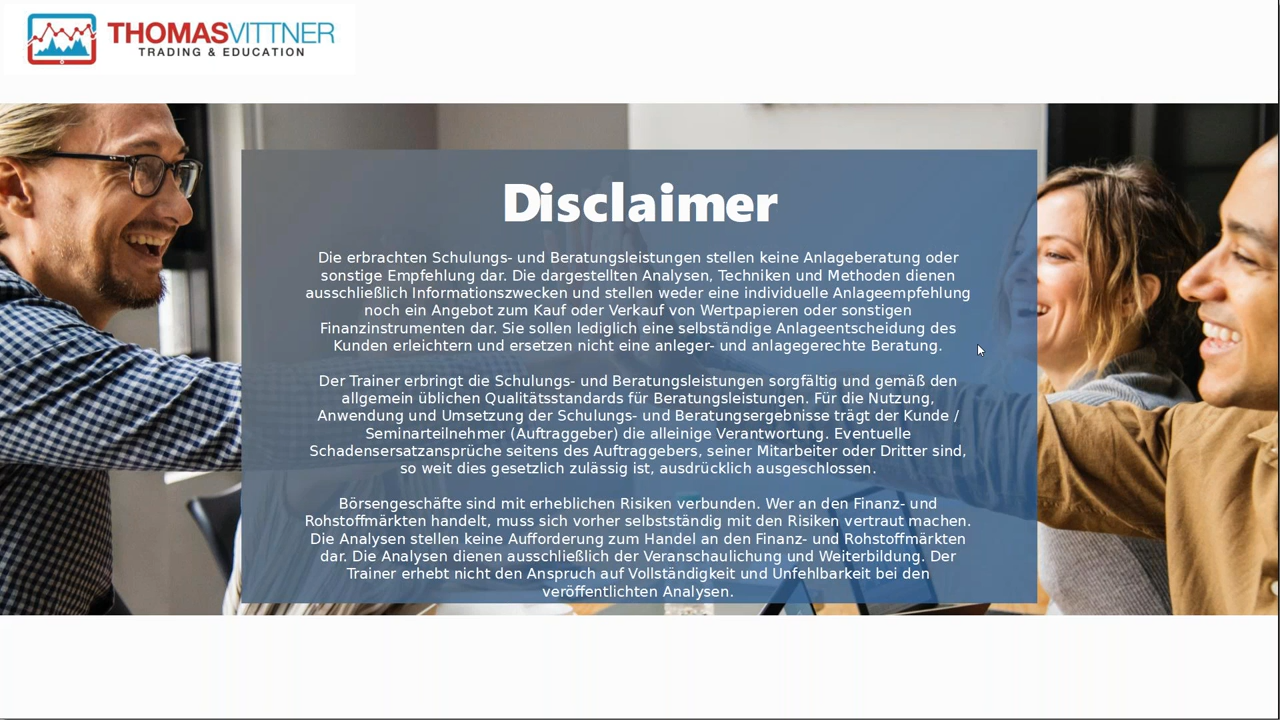 THOMASVITTNER
TRADING & EDUCATION
Disclaimer
Die erbrachten Schulungs- und Beratungsleistungen stellen keine Anlageberatung oder
sonstige Empfehlung dar. Die dargestellten Analysen, Techniken und Methoden dienen
ausschließlich Informationszwecken und stellen weder eine individuelle Anlageempfehlung
noch ein Angebot zum Kauf oder Verkauf von Wertpapieren oder sonstigen
Finanzinstrumenten dar. Sie sollen lediglich eine selbständige Anlageentscheidung des
Kunden erleichtern und ersetzen nicht eine anleger- und anlagegerechte Beratung.
Der Trainer erbringt die Schulungs- und Beratungsleistungen sorgfältig und gemäß den
allgemein üblichen Qualitätsstandards für Beratungsleistungen. Für die Nutzung,
Anwendung und Umsetzung der Schulungs- und Beratungsergebnisse trägt der Kunde /
Seminarteilnehmer (Auftraggeber) die alleinige Verantwortung. Eventuelle
Schadensersatzansprüche seitens des Auftraggebers, seiner Mitarbeiter oder Dritter sind,
so weit dies gesetzlich zulässig ist, ausdrücklich ausgeschlossen.
Börsengeschäfte sind mit erheblichen Risiken verbunden. Wer an den Finanz- und
Rohstoffmärkten handelt, muss sich vorher selbstständig mit den Risiken vertraut machen.
Die Analysen stellen keine Aufforderung zum Handel an den Finanz- und Rohstoffmärkten
dar. Die Analysen dienen ausschließlich der Veranschaulichung und Weiterbildung. Der
Trainer erhebt nicht den Anspruch auf Vollständigkeit und Unfehlbarkeit bei den
veröffentlichten Analysen.